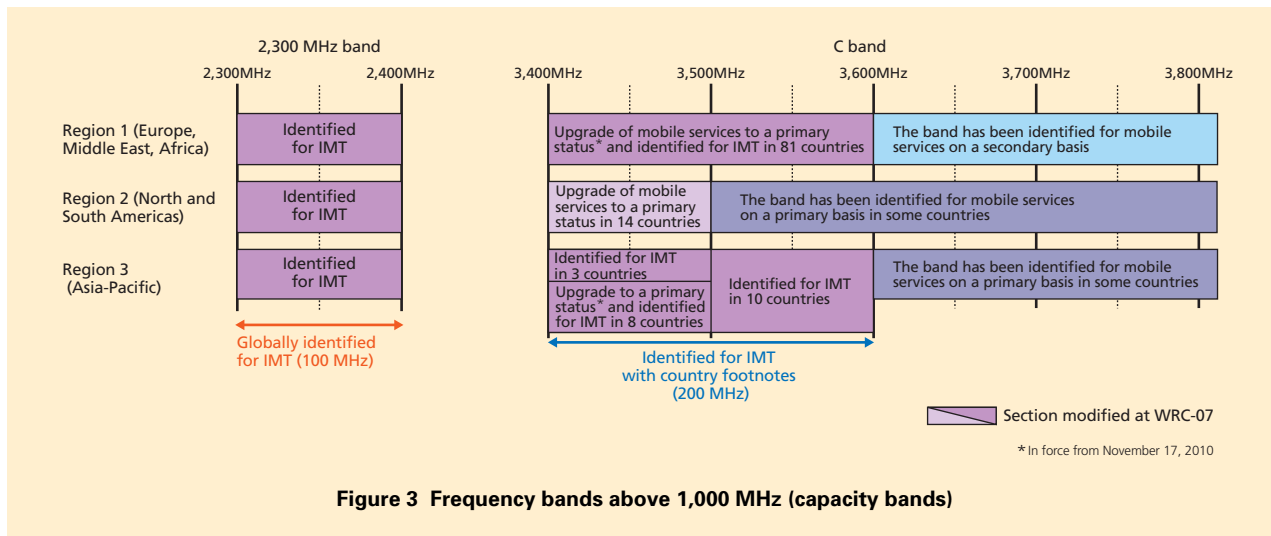 2,300 MHz band
C band
2,300MHz
2,400MHz
3,400MHz
3,500MHz
3,600MHz
3,700MHz
3,800MHz
Region 1 (Europe,
Middle East, Africa)
Identified
for IMT
Upgrade of mobile services to a primary
status* and identified for IMT in 81 countries
The band has been identified for mobile
services on a secondary basis
Region 2 (North and
South Americas)
Identified
for IMT
Upgrade of mobile
services to a primary
status in 14 countries
The band has been identified for mobile services
on a primary basis in some countries
Region 3
(Asia-Pacific)
Identified
for IMT
Identified for IMT
in 3 countries
Upgrade to a primary
status* and identified
for IMT in 8 countries
Identified for IMT
in 10 countries
The band has been identified for mobile
services on a primary basis in some countries
Globally identified
for IMT (100 MHz)
Identified for IMT
with country footnotes
(200 MHz)
Section modified at WRC-07
*In force from November 17, 2010
Figure 3 Frequency bands above 1,000 MHz (capacity bands)